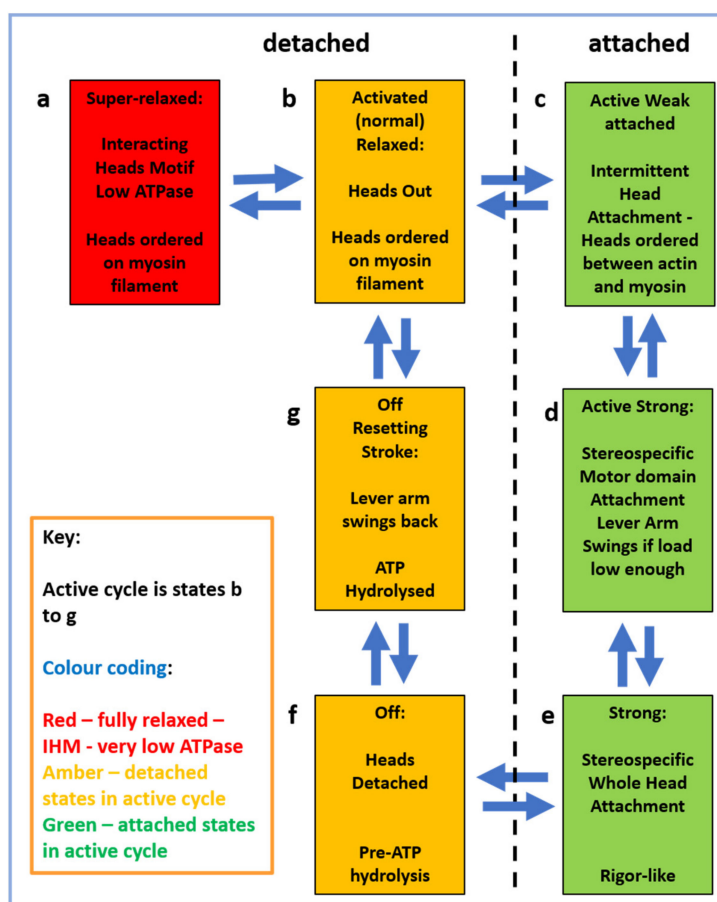 detached
attached
a
Super-relaxed:
Interacting
Heads Motif
Low ATPase
Heads ordered
on myosin
filament
b
Activated
(normal)
Relaxed:
Heads Out
Heads ordered
on myosin
filament
c
Active Weak
attached
Intermittent
Head
Attachment -
Heads ordered
between actin
and myosin
g
Off
Resetting
Stroke:
Lever arm
swings back
ATP
Hydrolysed
d
Active Strong:
Stereospecific
Motor domain
Attachment
Lever Arm
Swings if load
low enough
Key:
Active cycle is states b
to g
Colour coding:
Red – fully relaxed –
IHM - very low ATPase
Amber – detached
states in active cycle
Green – attached states
in active cycle
f
Off:
Heads
Detached
Pre-ATP
hydrolysis
e
Strong:
Stereospecific
Whole Head
Attachment
Rigor-like